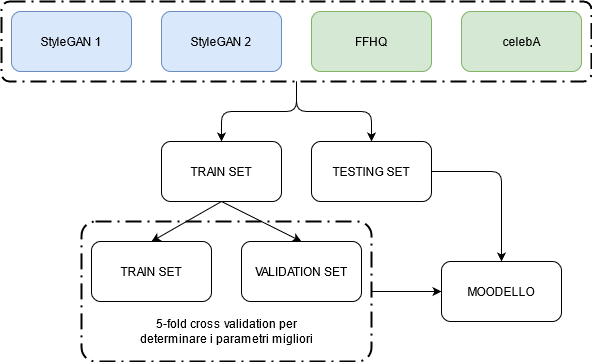 StyleGAN 1
StyleGAN 2
FFHQ
celebA
TRAIN SET
TESTING SET
TRAIN SET
VALIDATION SET
MOODELLO
5-fold cross validation per
determinare i parametri migliori